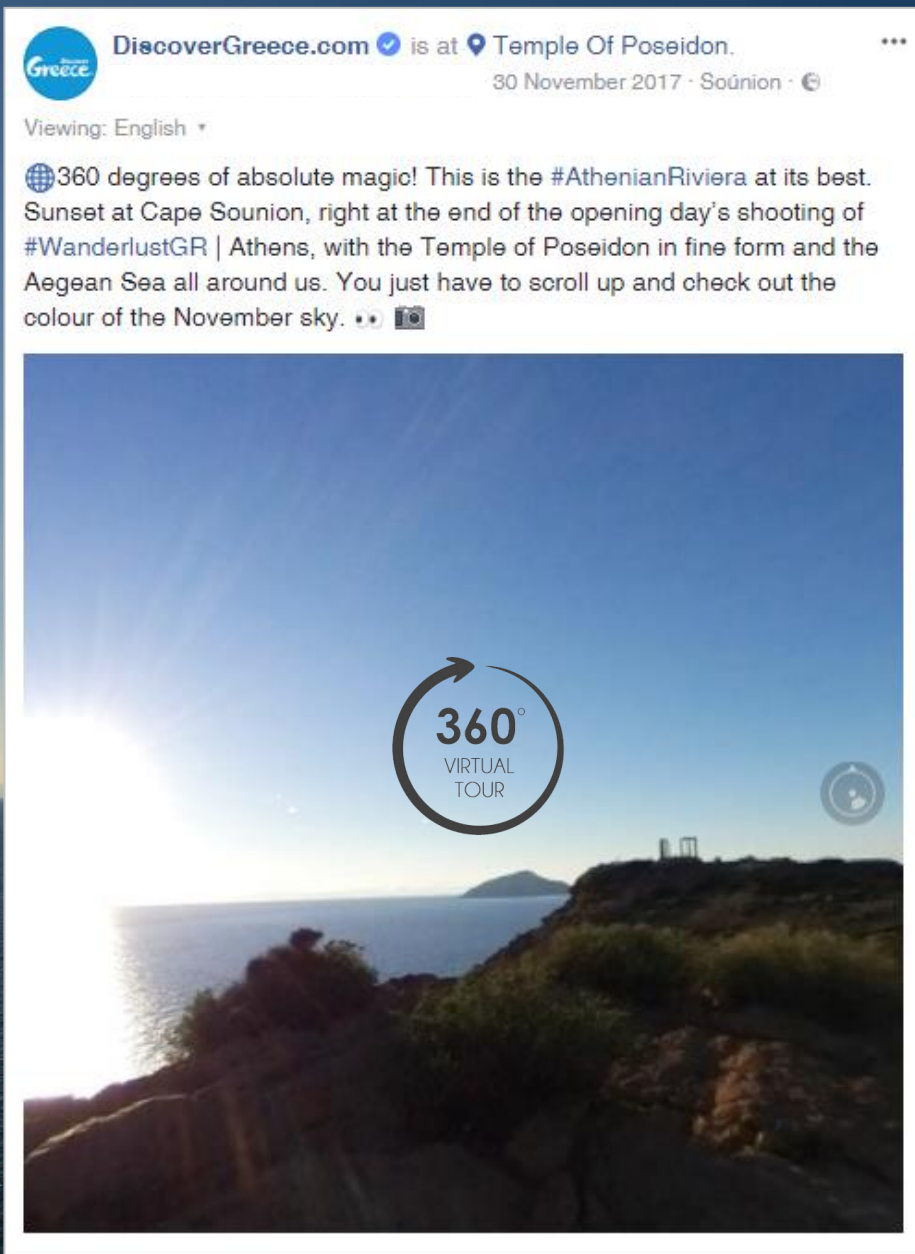 Discover
Greece
DiscoverGreece.com is at Temple Of Poseidon.
30 November 2017 · Soúnion ·
Viewing: English
360 degrees of absolute magic! This is the #AthenianRiviera at its best.
Sunset at Cape Sounion, right at the end of the opening day's shooting of
#WanderlustGR | Athens, with the Temple of Poseidon in fine form and the
Aegean Sea all around us. You just have to scroll up and check out the
colour of the November sky. 👀 📷
360°
VIRTUAL
TOUR